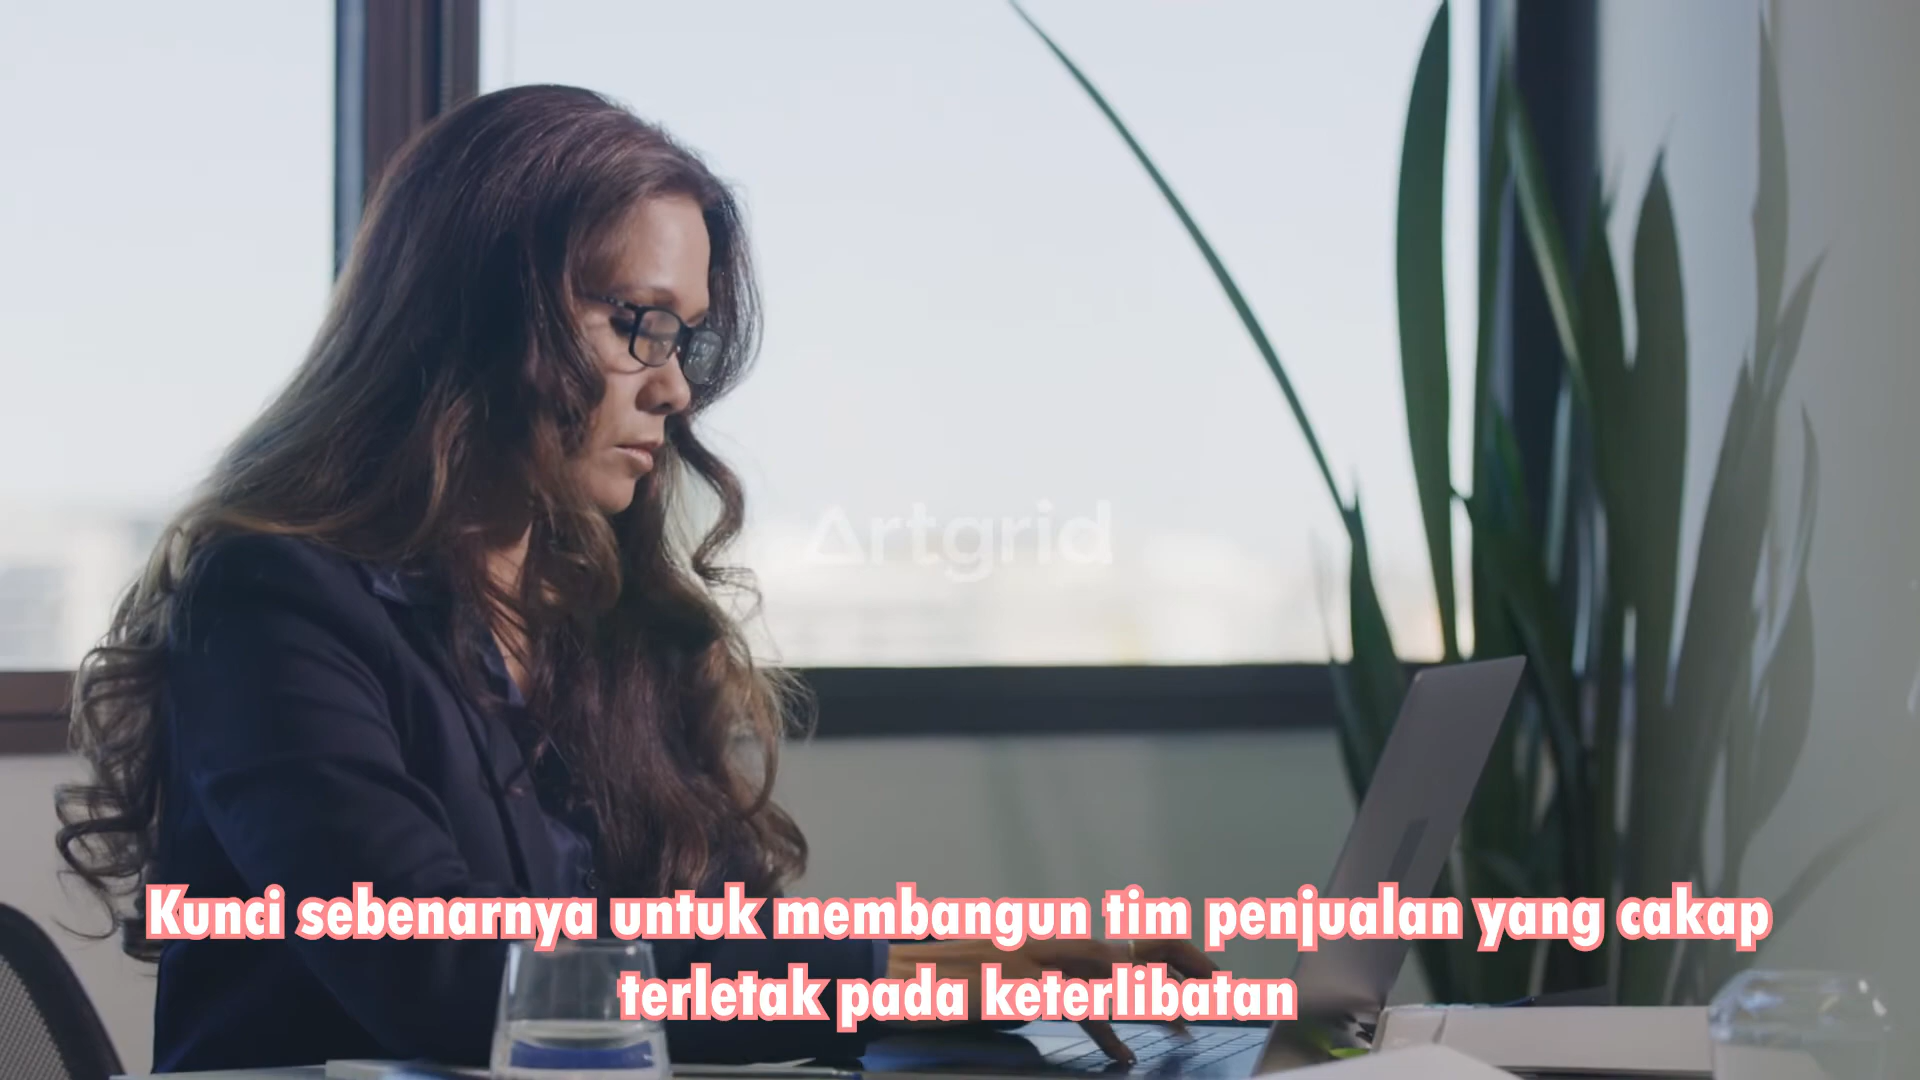 Artgrid
Kunci sebenarnya untuk membangun tim penjualan yang cakap
terletak pada keterlibatan